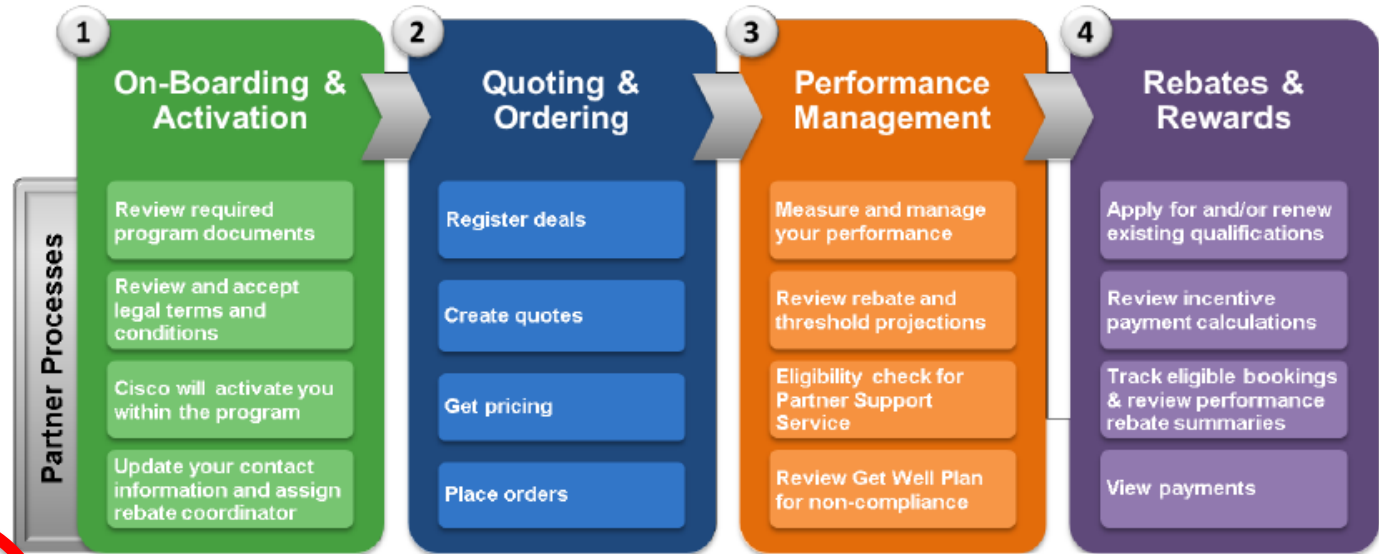 1
On-Boarding &
Activation
Review required
program documents
Review and accept
legal terms and
conditions
Cisco will activate you
within the program
Update your contact
information and assign
rebate coordinator
2
Quoting &
Ordering
Register deals
Create quotes
Get pricing
Place orders
3
Performance
Management
Measure and manage
your performance
Review rebate and
threshold projections
Eligibility check for
Partner Support
Service
Review Get Well Plan
for non-compliance
4
Rebates &
Rewards
Apply for and/or renew
existing qualifications
Review incentive
payment calculations
Track eligible bookings
& review performance
rebate summaries
View payments
Partner Processes